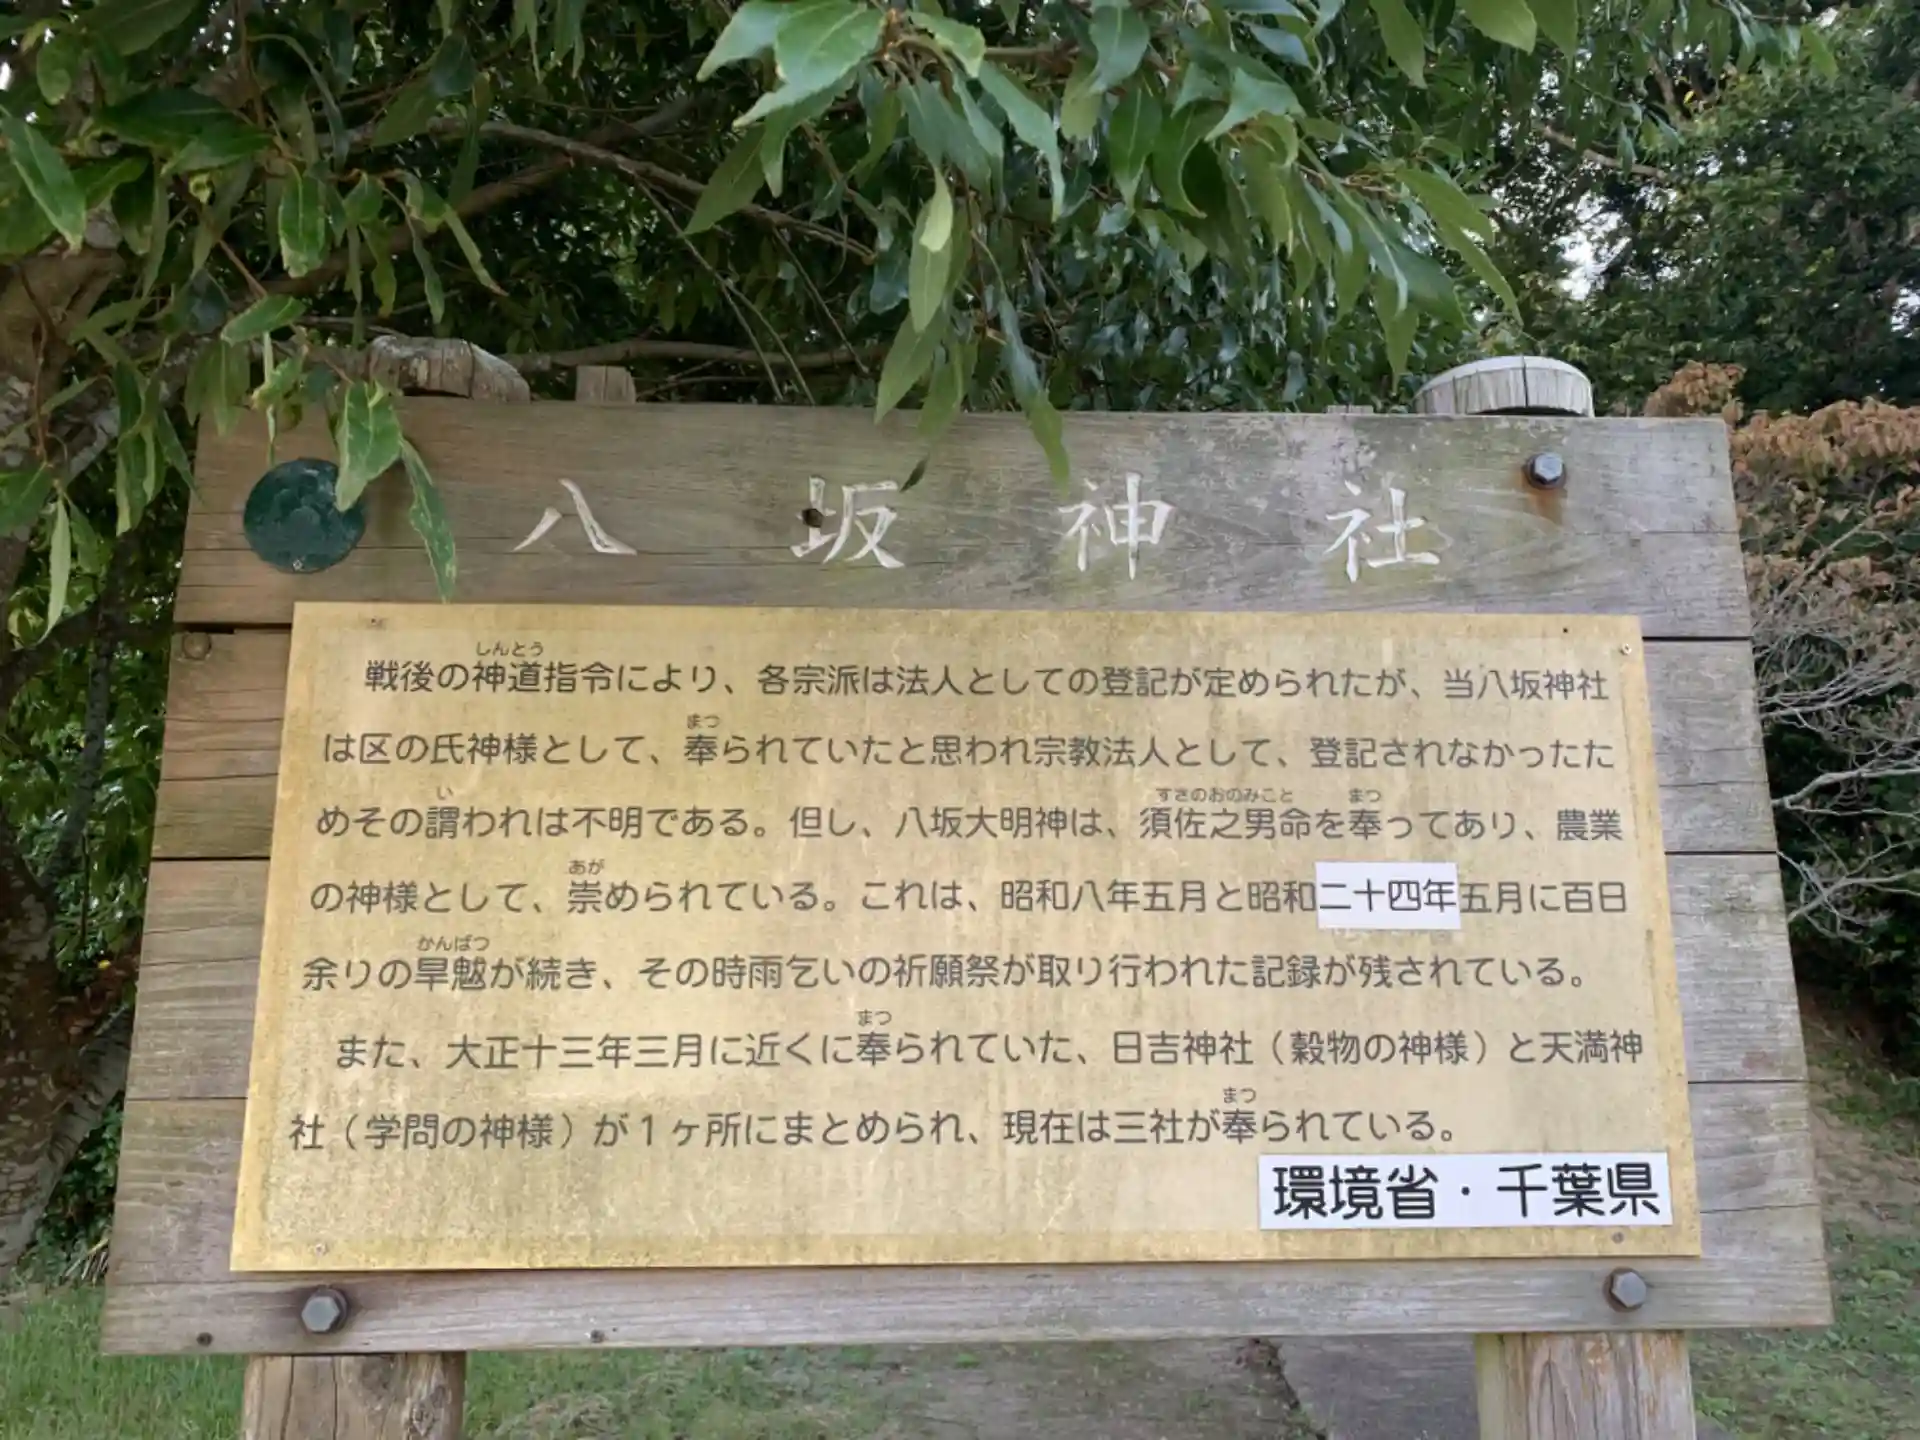 八坂神社
しんとう
戦後の神道指令により、各宗派は法人としての登記が定められたが、当八坂神社
まつ
は区の氏神様として、奉られていたと思われ宗教法人として、登記されなかったた
い すさのおのみこと まつ
めその謂われは不明である。但し、八坂大明神は、須佐之男命を奉ってあり、農業
あが
の神様として、崇められている。これは、昭和八年五月と昭和二十四年五月に百日
かんばつ
余りの旱魃が続き、その時雨乞いの祈願祭が取り行われた記録が残されている。
まつ
また、大正十三年三月に近くに奉られていた、日吉神社（穀物の神様）と天満神
まつ
社（学問の神様）が１ヶ所にまとめられ、現在は三社が奉られている。
環境省・千葉県